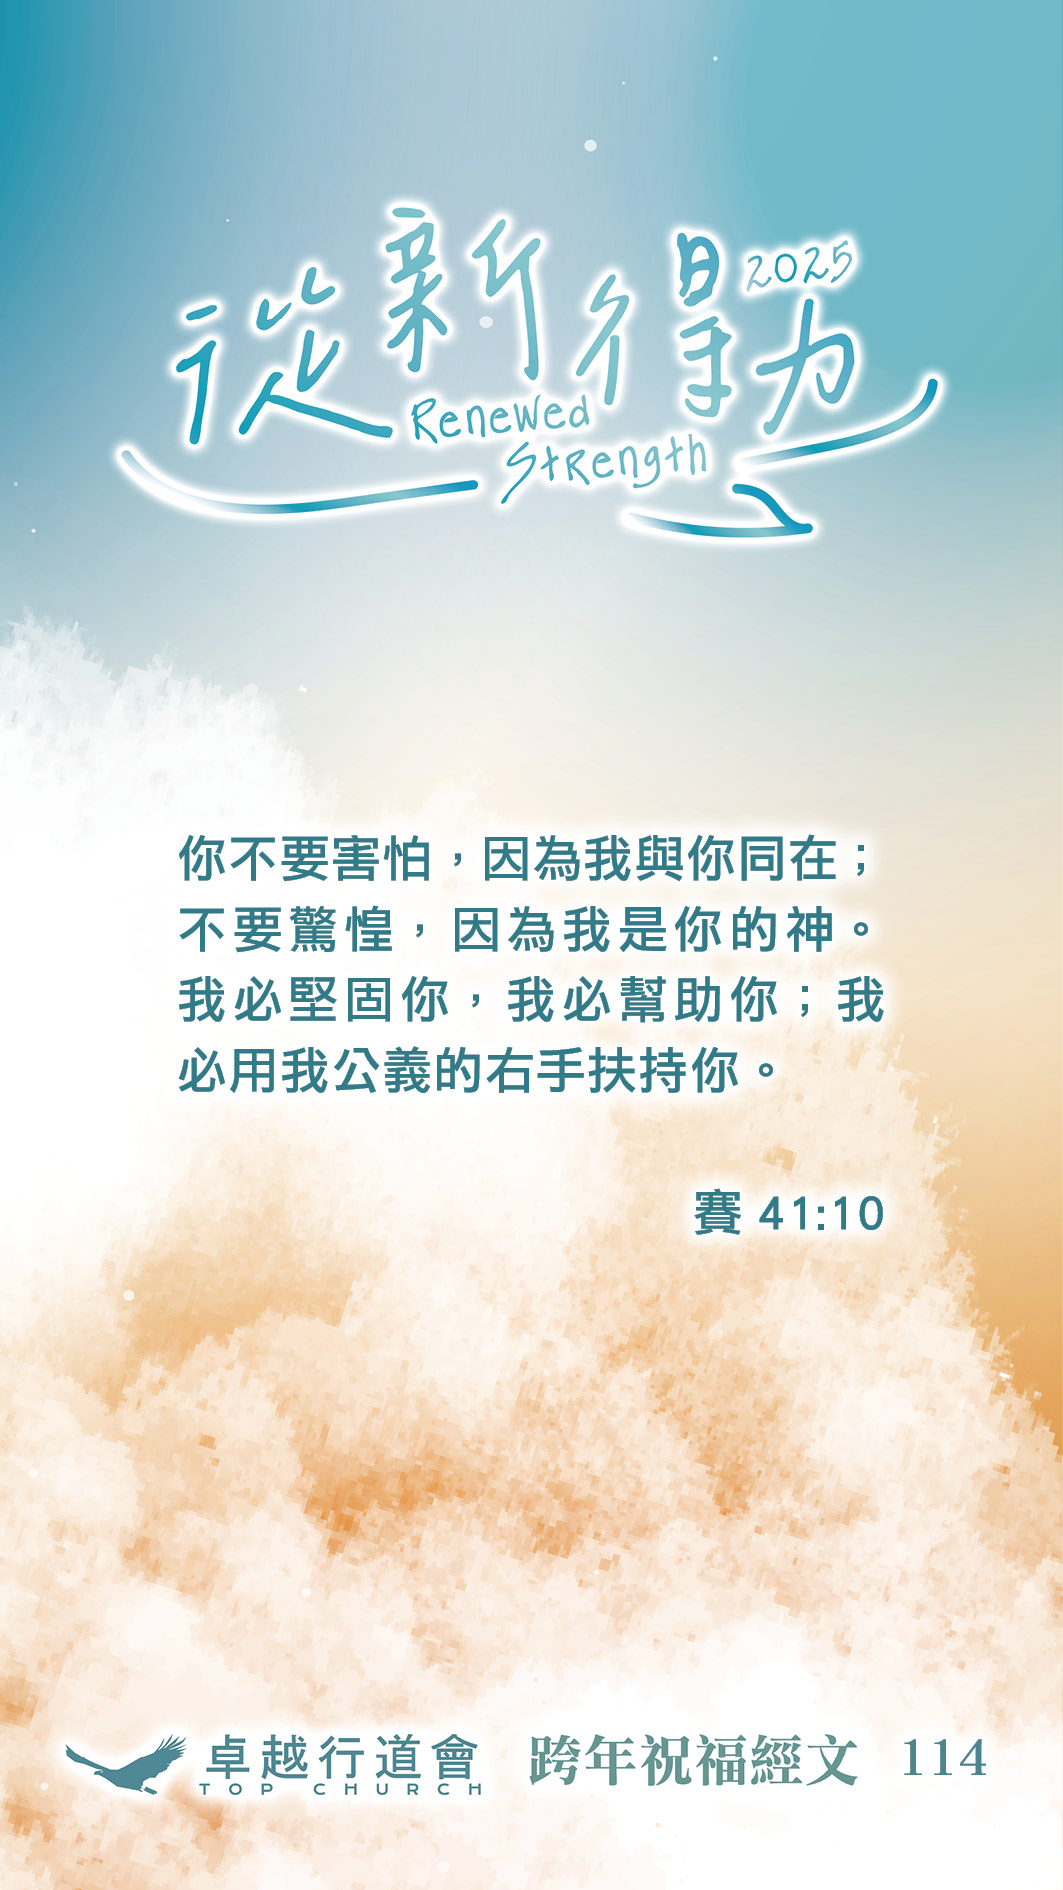 從新得力 2025
Renewed
Strength
你不要害怕，因為我與你同在；
不要驚惶，因為我是你的神。
我必堅固你，我必幫助你；我
必用我公義的右手扶持你。
賽 41:10
卓越行道會 跨年祝福經文 114
TOP CHURCH